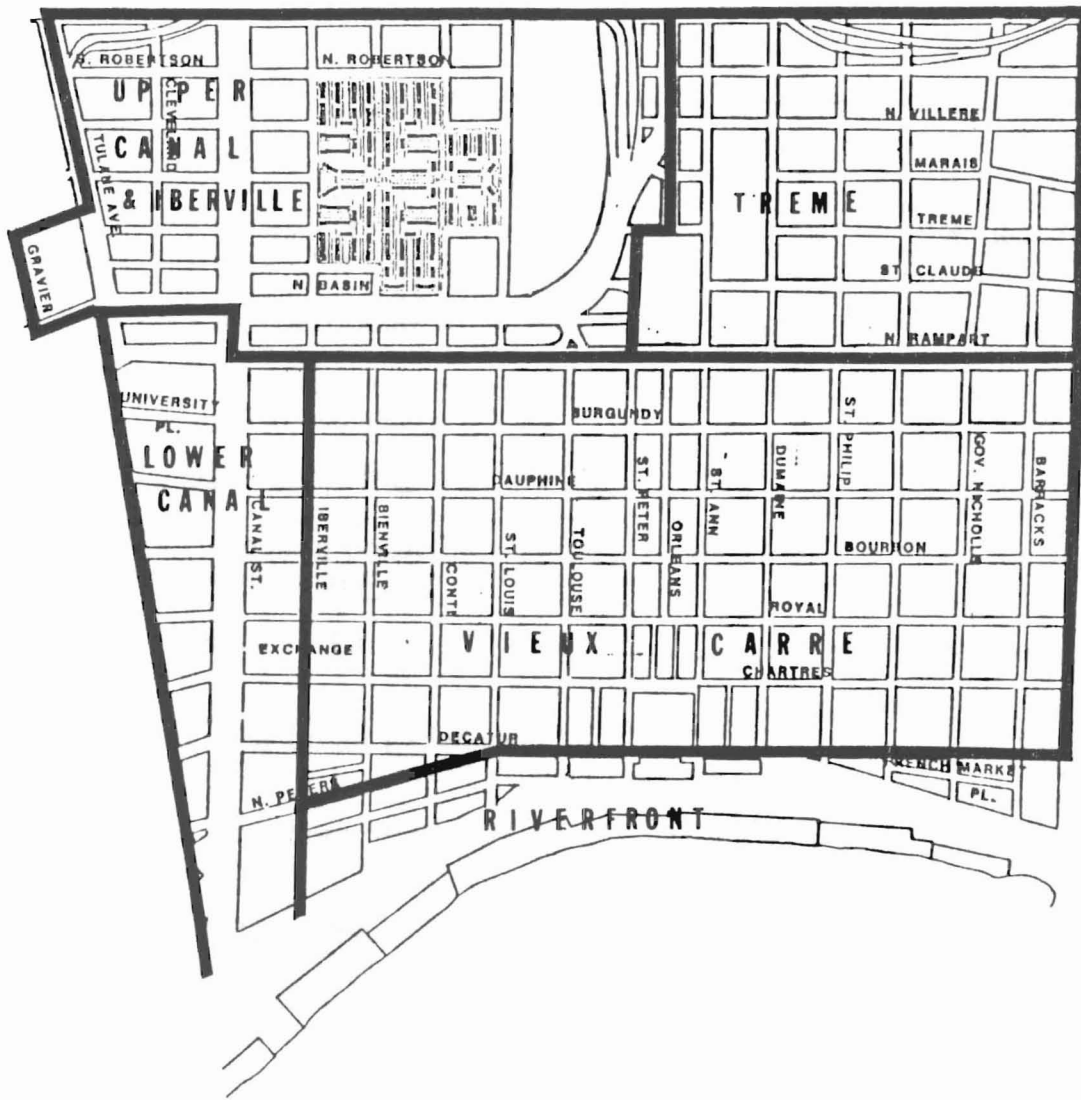 S. ROBERTSON
N. ROBERTSON
UPPER
CANAL
& IBERVILLE
CLEVELAND
TULANE AVE.
GRAVIER
N. BASIN
N. VILLERE
MARAIS
TREME
TREME
ST. CLAUDE
N. RAMPART
UNIVERSITY
PL.
LOWER
CANAL
BURGUNDY
DAUPHINE
BOURBON
ROYAL
CANAL ST.
IBERVILLE
BIENVILLE
CONTI
ST. LOUIS
TOULOUSE
ST. PETER
ORLEANS
ST. ANN
DUMAINE
ST. PHILIP
GOV. NICHOLLS
BARRACKS
EXCHANGE
VIEUX CARRE
CHARTRES
DECATUR
N. PETERS
FRENCH MARKET
PL.
RIVERFRONT